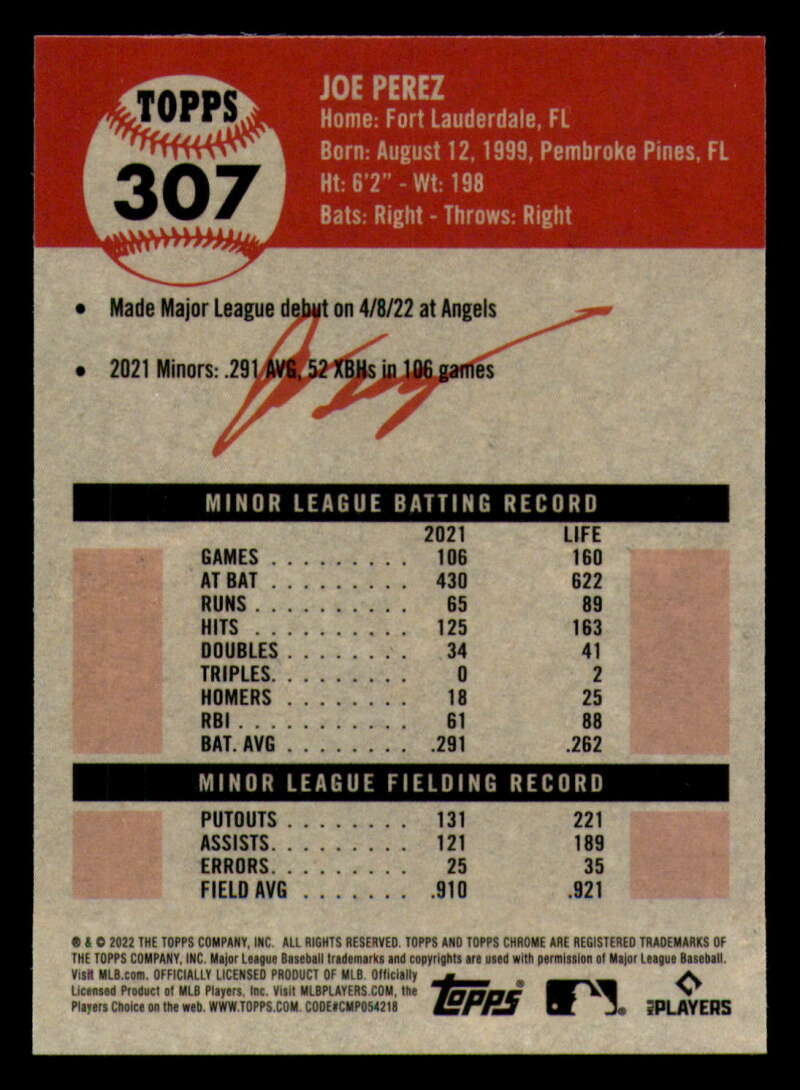 TOPPS
307
JOE PEREZ
Home: Fort Lauderdale, FL
Born: August 12, 1999, Pembroke Pines, FL
Ht: 6'2" - Wt: 198
Bats: Right - Throws: Right
• Made Major League debut on 4/8/22 at Angels
• 2021 Minors: .291 AVG, 52 XBHs in 106 games
MINOR LEAGUE BATTING RECORD
2021 LIFE
GAMES . . . . . . . . . 106 160
AT BAT . . . . . . . . . 430 622
RUNS . . . . . . . . . . 65 89
HITS . . . . . . . . . . 125 163
DOUBLES . . . . . . . . 34 41
TRIPLES. . . . . . . . . 0 2
HOMERS . . . . . . . . 18 25
RBI . . . . . . . . . . . 61 88
BAT. AVG . . . . . . . . .291 .262
MINOR LEAGUE FIELDING RECORD
PUTOUTS . . . . . . . . 131 221
ASSISTS. . . . . . . . . 121 189
ERRORS. . . . . . . . . 25 35
FIELD AVG . . . . . . . .910 .921
® & © 2022 THE TOPPS COMPANY, INC. ALL RIGHTS RESERVED. TOPPS AND TOPPS CHROME ARE REGISTERED TRADEMARKS OF
THE TOPPS COMPANY, INC. Major League Baseball trademarks and copyrights are used with permission of Major League Baseball.
Visit MLB.com. OFFICIALLY LICENSED PRODUCT OF MLB. Officially
Licensed Product of MLB Players, Inc. Visit MLBPLAYERS.COM, the
Players Choice on the web. WWW.TOPPS.COM. CODE#CMP054218
Topps®
MLB PLAYERS